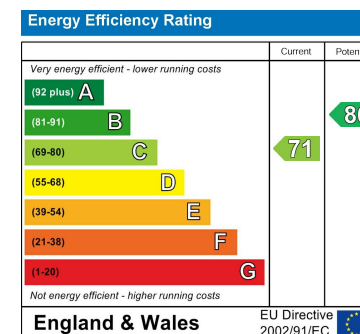 Energy Efficiency Rating
Current
Very energy efficient - lower running costs
(92 plus) A
(81-91) B
(69-80) C
71
(55-68) D
(39-54) E
(21-38) F
(1-20) G
Not energy efficient - higher running costs
England & Wales
EU Directive
2002/91/EC